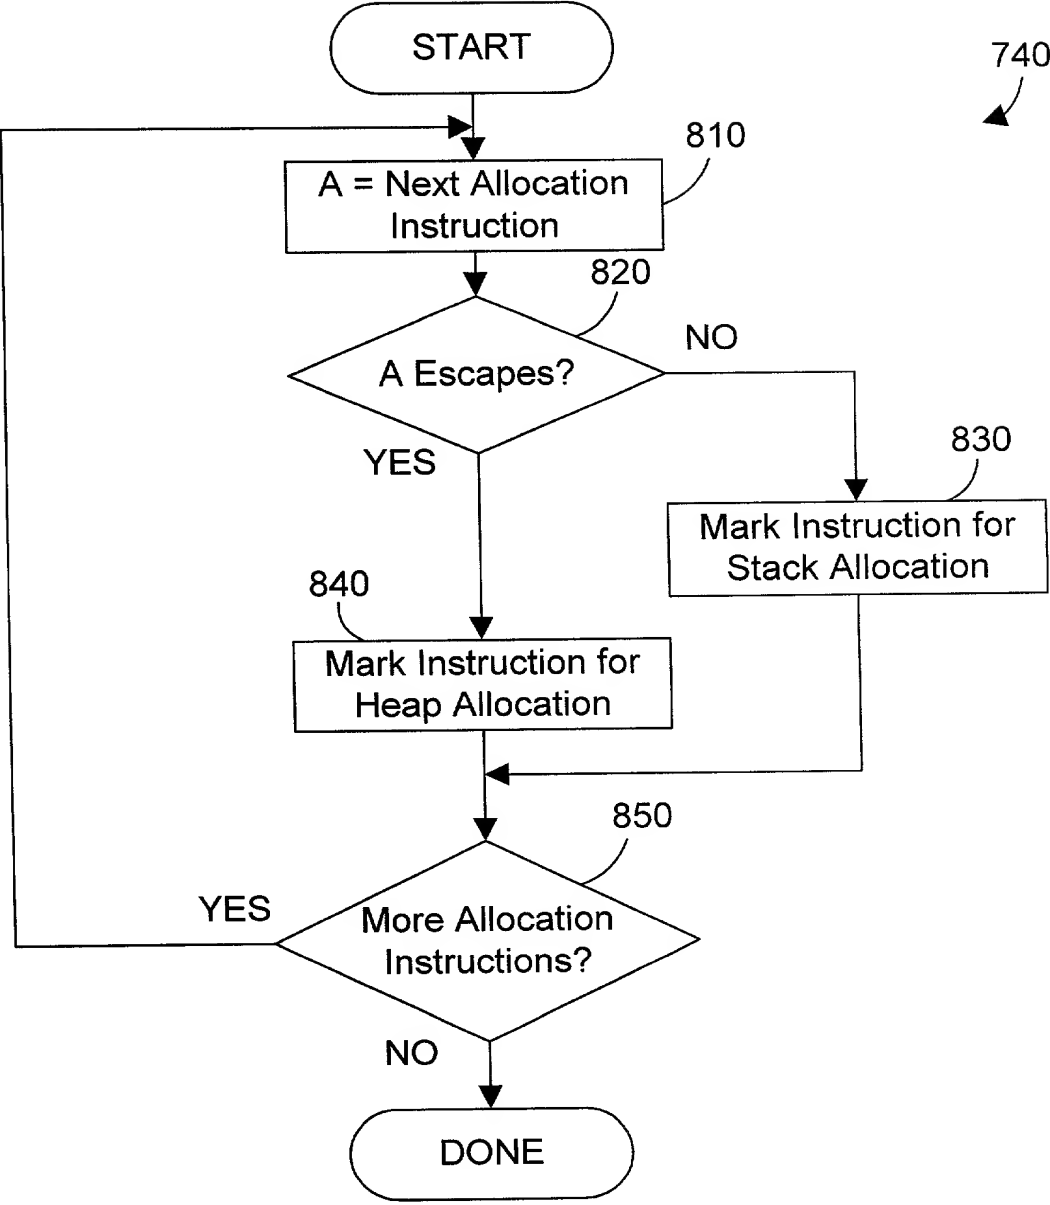 START
740
810
A = Next Allocation
Instruction
820
A Escapes?
NO
YES
830
Mark Instruction for
Stack Allocation
840
Mark Instruction for
Heap Allocation
850
More Allocation
Instructions?
YES
NO
DONE